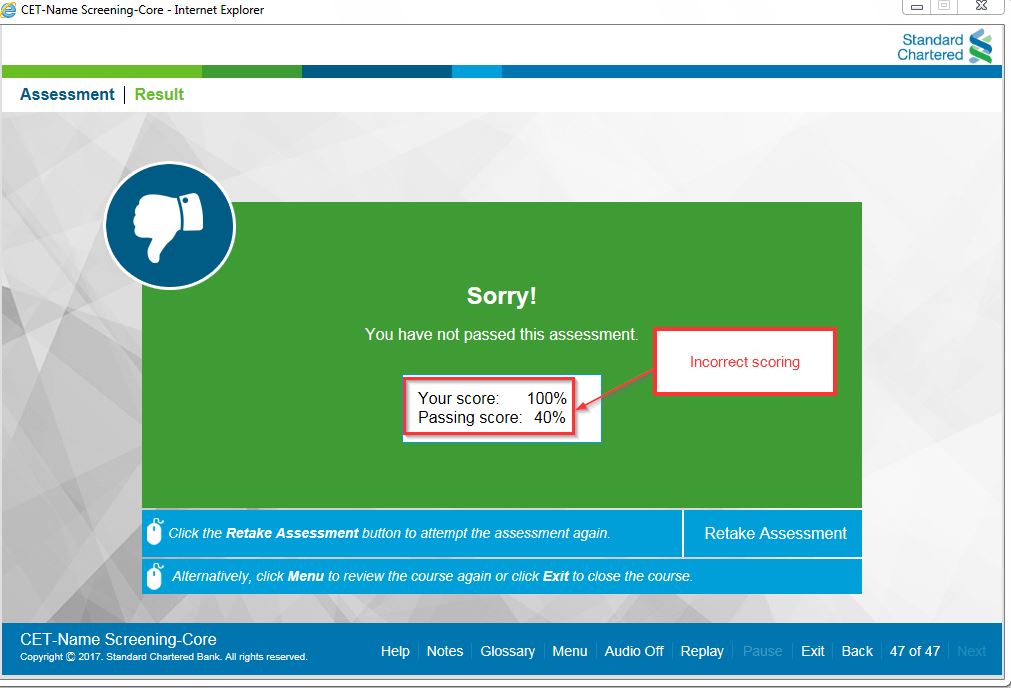 CET-Name Screening-Core - Internet Explorer
Standard
Chartered
Assessment | Result
Sorry!
You have not passed this assessment.
Incorrect scoring
Your score: 100%
Passing score: 40%
Click the Retake Assessment button to attempt the assessment again.
Retake Assessment
Alternatively, click Menu to review the course again or click Exit to close the course.
CET-Name Screening-Core
Copyright © 2017. Standard Chartered Bank. All rights reserved.
Help Notes Glossary Menu Audio Off Replay Pause Exit Back 47 of 47 Next